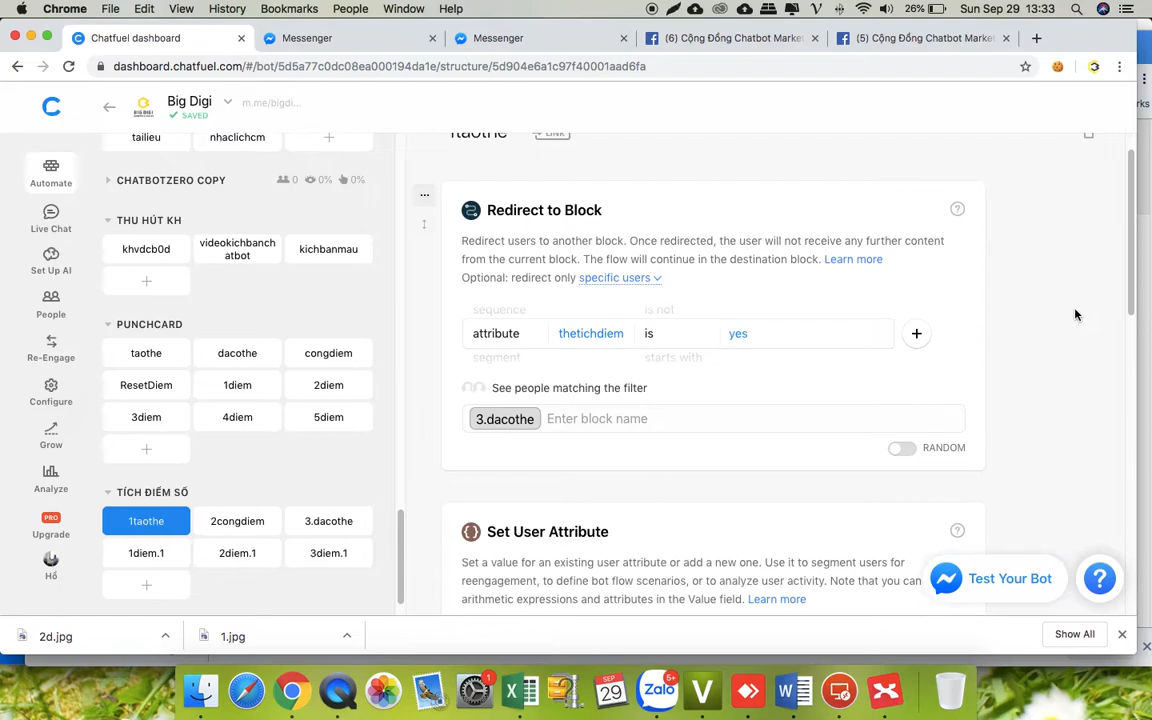 Chrome File Edit View History Bookmarks People Window Help 26% Sun Sep 29 13:33
Chatfuel dashboard Messenger Messenger (6) Cộng Đồng Chatbot Market (5) Cộng Đồng Chatbot Market
dashboard.chatfuel.com/#/bot/5d5a77c0dc08ea000194da1e/structure/5d904e6a1c97f40001aad6fa
Big Digi m.me/bigdi...
SAVED
BIG DIGI
1taothe LINK
tailieu nhaclichcm
Automate
CHATBOTZERO COPY 0 0% 0%
Live Chat
THU HÚT KH
khvdcb0d videokichbanch
atbot kichbanmau
Set Up AI
People
PUNCHCARD
taothe dacothe congdiem
Re-Engage
ResetDiem 1diem 2diem
Configure
3diem 4diem 5diem
Grow
Analyze
TÍCH ĐIỂM SỐ
PRO
Upgrade
1taothe 2congdiem 3.dacothe
1diem.1 2diem.1 3diem.1
Hồ
Redirect to Block
Redirect users to another block. Once redirected, the user will not receive any further content
from the current block. The flow will continue in the destination block. Learn more
Optional: redirect only specific users
sequence is not
attribute thetichdiem is yes
segment starts with
See people matching the filter
3.dacothe Enter block name
RANDOM
Set User Attribute
Set a value for an existing user attribute or add a new one. Use it to segment users for
reengagement, to define bot flow scenarios, or to analyze user activity. Note that you can
arithmetic expressions and attributes in the Value field. Learn more
Test Your Bot
2d.jpg 1.jpg Show All
1
SEP
29
Zalo
5+